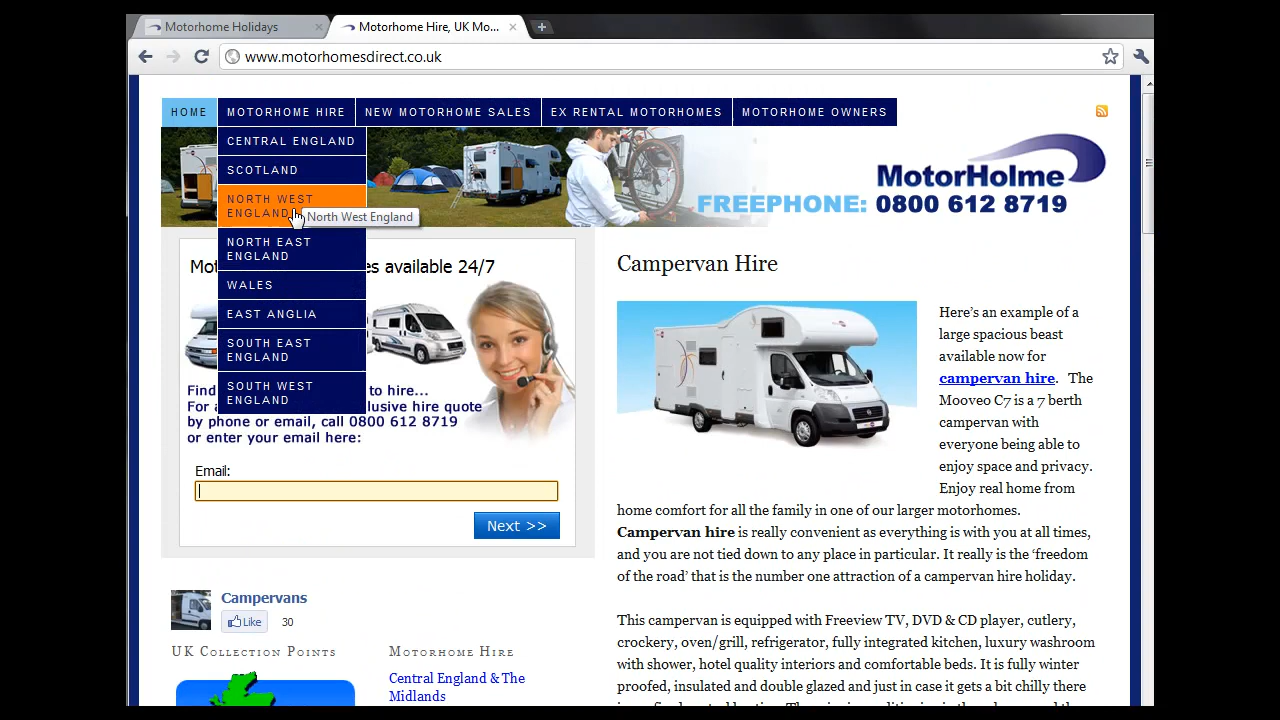 Motorhome Holidays
Motorhome Hire, UK Mo...
www.motorhomesdirect.co.uk
HOME
MOTORHOME HIRE
NEW MOTORHOME SALES
EX RENTAL MOTORHOMES
MOTORHOME OWNERS
CENTRAL ENGLAND
SCOTLAND
NORTH WEST
ENGLAND
North West England
NORTH EAST
ENGLAND
WALES
EAST ANGLIA
SOUTH EAST
ENGLAND
SOUTH WEST
ENGLAND
MotorHolme
FREEPHONE: 0800 612 8719
available 24/7
Find to hire...
hire quote
by phone or email, call 0800 612 8719
or enter your email here:
Email:
Next >>
Campervans
Like 30
UK COLLECTION POINTS
MOTORHOME HIRE
Central England & The
Midlands
Campervan Hire
Here's an example of a
large spacious beast
available now for
campervan hire. The
Mooveo C7 is a 7 berth
campervan with
everyone being able to
enjoy space and privacy.
Enjoy real home from
home comfort for all the family in one of our larger motorhomes.
Campervan hire is really convenient as everything is with you at all times,
and you are not tied down to any place in particular. It really is the 'freedom
of the road' that is the number one attraction of a campervan hire holiday.
This campervan is equipped with Freeview TV, DVD & CD player, cutlery,
crockery, oven/grill, refrigerator, fully integrated kitchen, luxury washroom
with shower, hotel quality interiors and comfortable beds. It is fully winter
proofed, insulated and double glazed and just in case it gets a bit chilly there